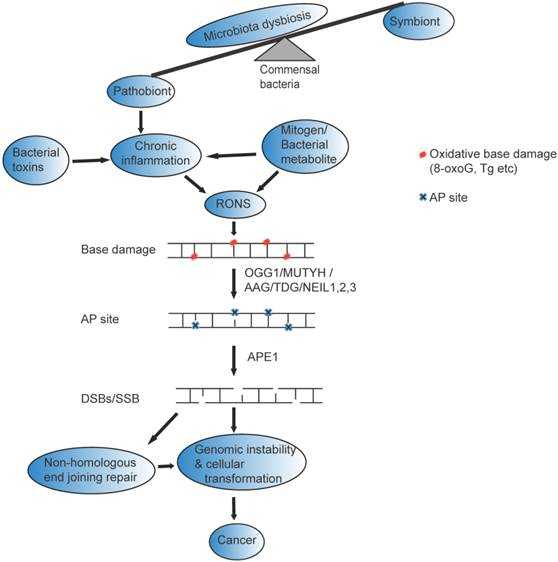 Microbiota dysbiosis
Symbiont
Commensal
bacteria
Pathobiont
Bacterial
toxins
Chronic
inflammation
Mitogen/
Bacterial
metabolite
Oxidative base damage
(8-oxoG, Tg etc)
AP site
RONS
Base damage
OGG1/MUTYH /
AAG/TDG/NEIL1,2,3
AP site
APE1
DSBs/SSB
Non-homologous
end joining repair
Genomic instability
& cellular
transformation
Cancer